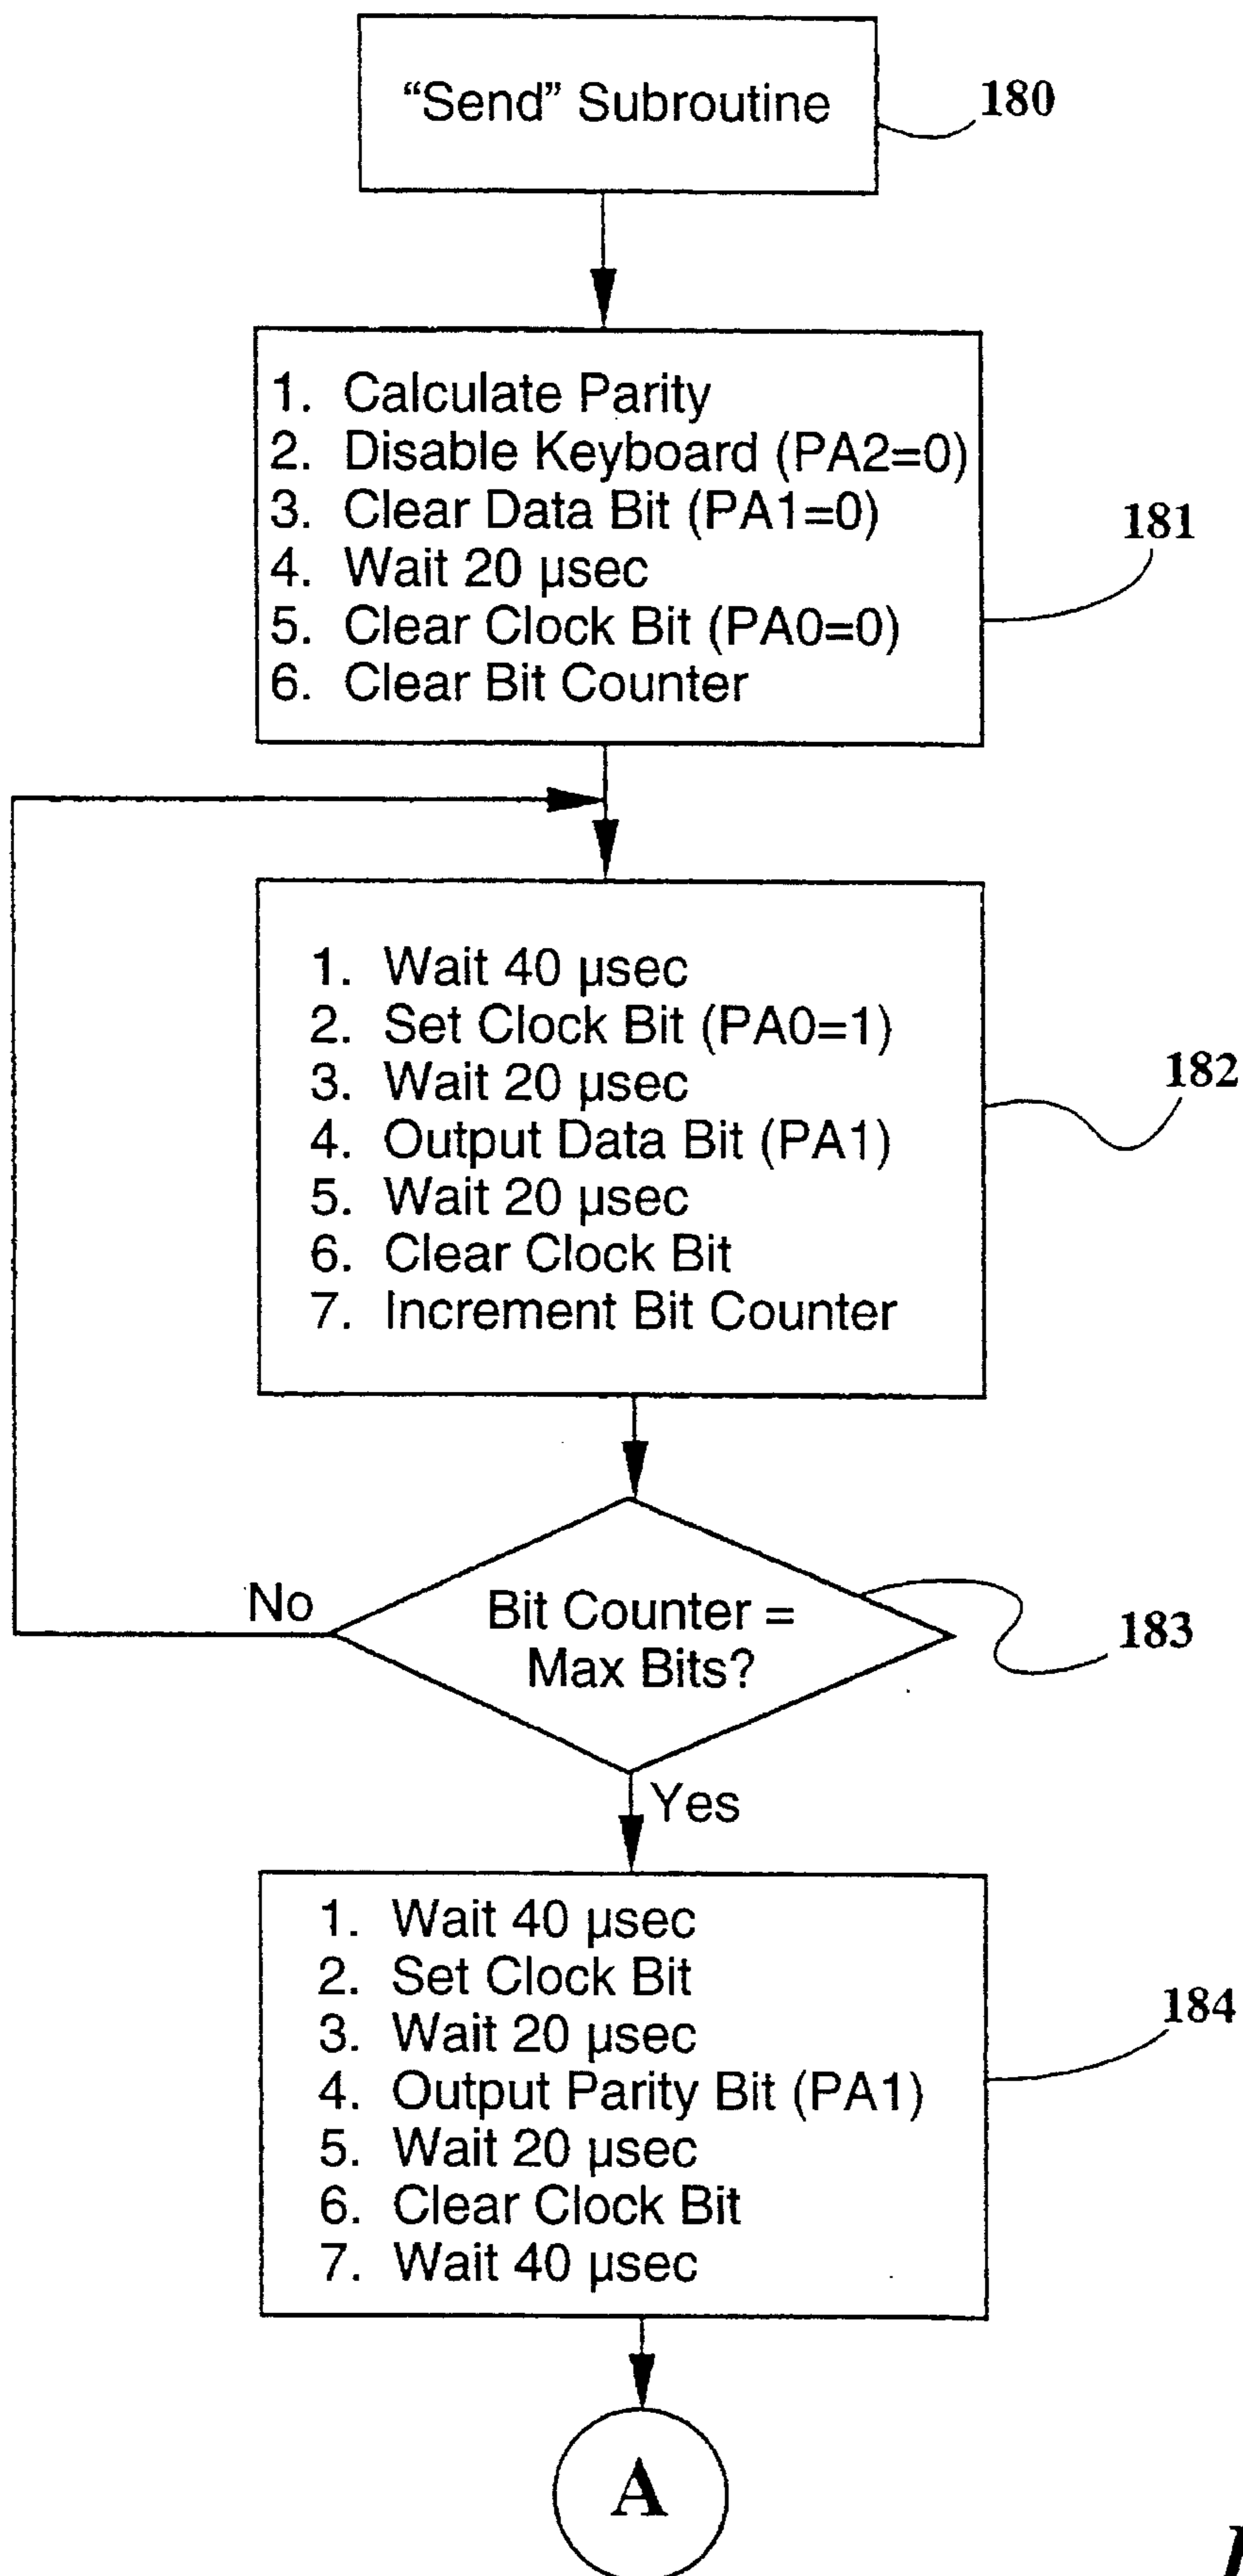 “Send” Subroutine
180
1. Calculate Parity
2. Disable Keyboard (PA2=0)
3. Clear Data Bit (PA1=0)
4. Wait 20 µsec
5. Clear Clock Bit (PA0=0)
6. Clear Bit Counter
181
1. Wait 40 µsec
2. Set Clock Bit (PA0=1)
3. Wait 20 µsec
4. Output Data Bit (PA1)
5. Wait 20 µsec
6. Clear Clock Bit
7. Increment Bit Counter
182
No
Bit Counter =
Max Bits?
183
Yes
1. Wait 40 µsec
2. Set Clock Bit
3. Wait 20 µsec
4. Output Parity Bit (PA1)
5. Wait 20 µsec
6. Clear Clock Bit
7. Wait 40 µsec
184
A